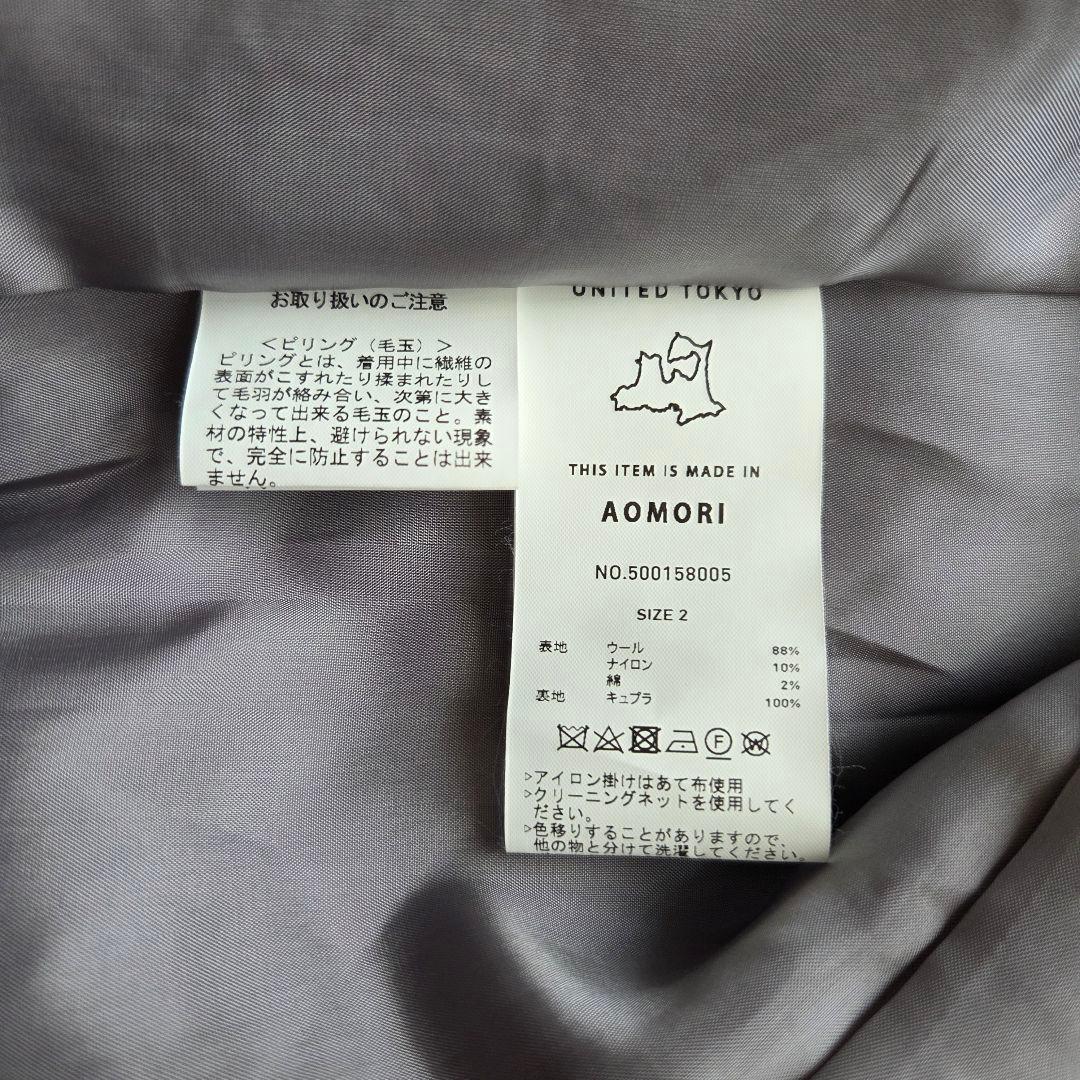 お取り扱いのご注意
＜ピリング（毛玉）＞
ピリングとは、着用中に繊維の
表面がこすれたり揉まれたりし
て毛羽が絡み合い、次第に大き
くなって出来る毛玉のこと。素
材の特性上、避けられない現象
で、完全に防止することは出来
ません。
UNITED TOKYO
THIS ITEM IS MADE IN
AOMORI
NO.500158005
SIZE 2
表地 ウール 88%
ナイロン 10%
綿 2%
裏地 キュプラ 100%
F W
>アイロン掛けはあて布使用
>クリーニングネットを使用してく
ださい。
>色移りすることがありますので、
他の物と分けて洗濯してください。